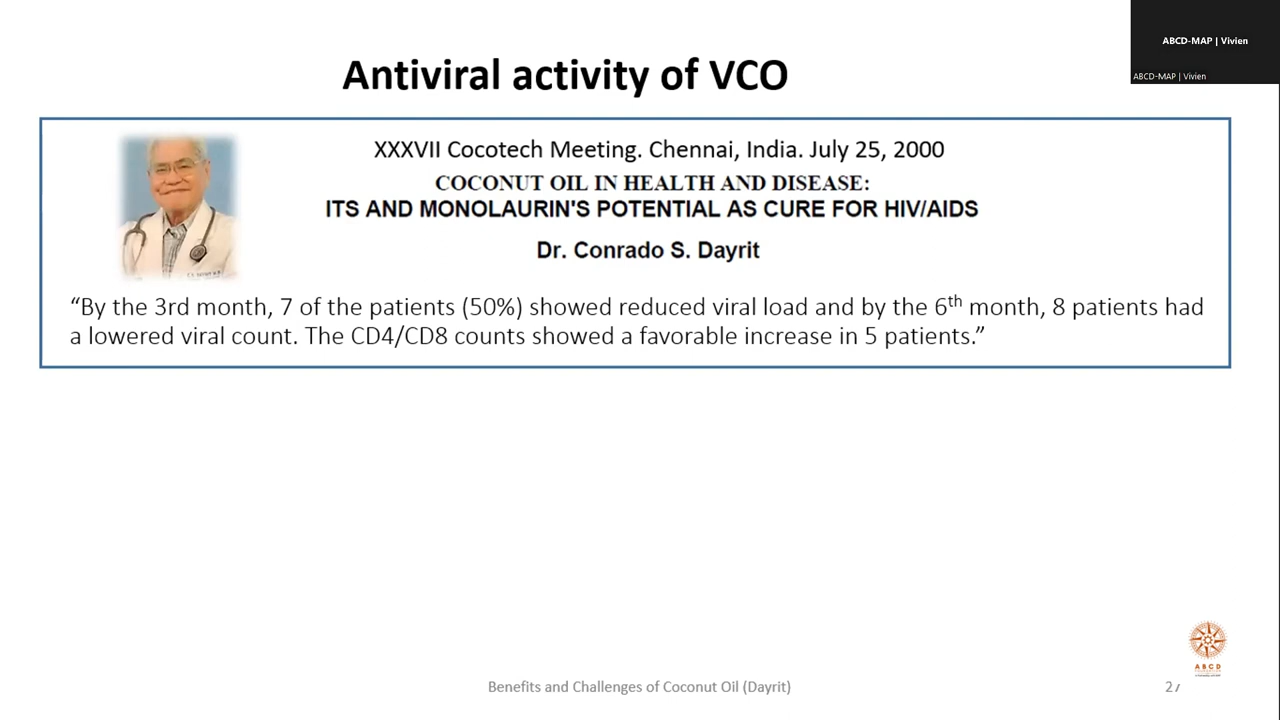 ABCD-MAP | Vivien
ABCD-MAP | Vivien
Antiviral activity of VCO
XXXVII Cocotech Meeting. Chennai, India. July 25, 2000
COCONUT OIL IN HEALTH AND DISEASE:
ITS AND MONOLAURIN'S POTENTIAL AS CURE FOR HIV/AIDS
Dr. Conrado S. Dayrit
“By the 3rd month, 7 of the patients (50%) showed reduced viral load and by the 6th month, 8 patients had
a lowered viral count. The CD4/CD8 counts showed a favorable increase in 5 patients.”
ABCD
Benefits and Challenges of Coconut Oil (Dayrit)
27